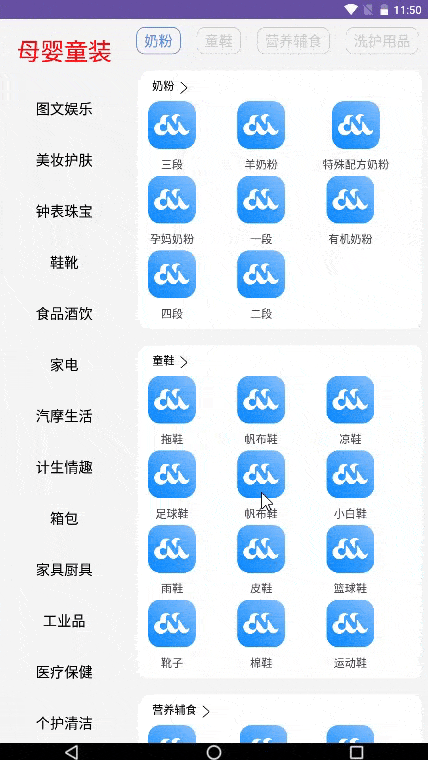 11:50
母婴童装
图文娱乐
美妆护肤
钟表珠宝
鞋靴
食品酒饮
家电
汽摩生活
计生情趣
箱包
家具厨具
工业品
医疗保健
个护清洁
奶粉 童鞋 营养辅食 洗护用品
奶粉
三段 羊奶粉 特殊配方奶粉
孕妈奶粉 一段 有机奶粉
四段 二段
童鞋
拖鞋 帆布鞋 凉鞋
足球鞋 帆布鞋 小白鞋
雨鞋 皮鞋 篮球鞋
靴子 棉鞋 运动鞋
营养辅食